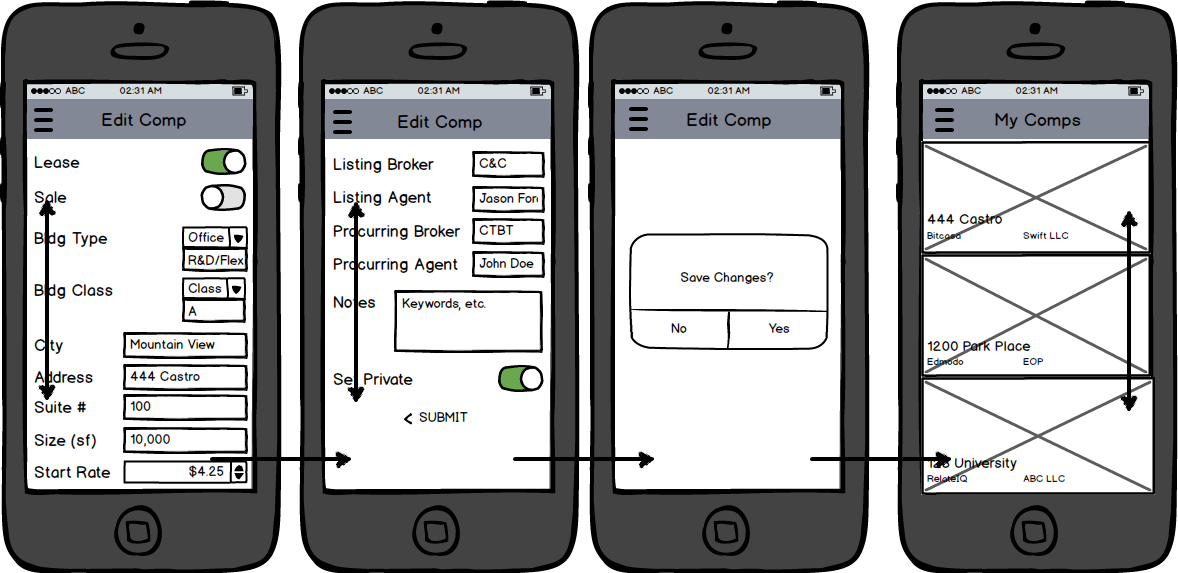 ABC 02:31 AM
Edit Comp
Lease
Sale
Bldg Type Office
R&D/Flex
Bldg Class Class
A
City Mountain View
Address 444 Castro
Suite # 100
Size (sf) 10,000
Start Rate $4.25
ABC 02:31 AM
Edit Comp
Listing Broker C&C
Listing Agent Jason For
Procurring Broker CTBT
Procurring Agent John Doe
Notes Keywords, etc.
Set Private
< SUBMIT
ABC 02:31 AM
Edit Comp
Save Changes?
No Yes
ABC 02:31 AM
My Comps
444 Castro
Bitcasa Swift LLC
1200 Park Place
Edmodo EOP
123 University
RelateIQ ABC LLC